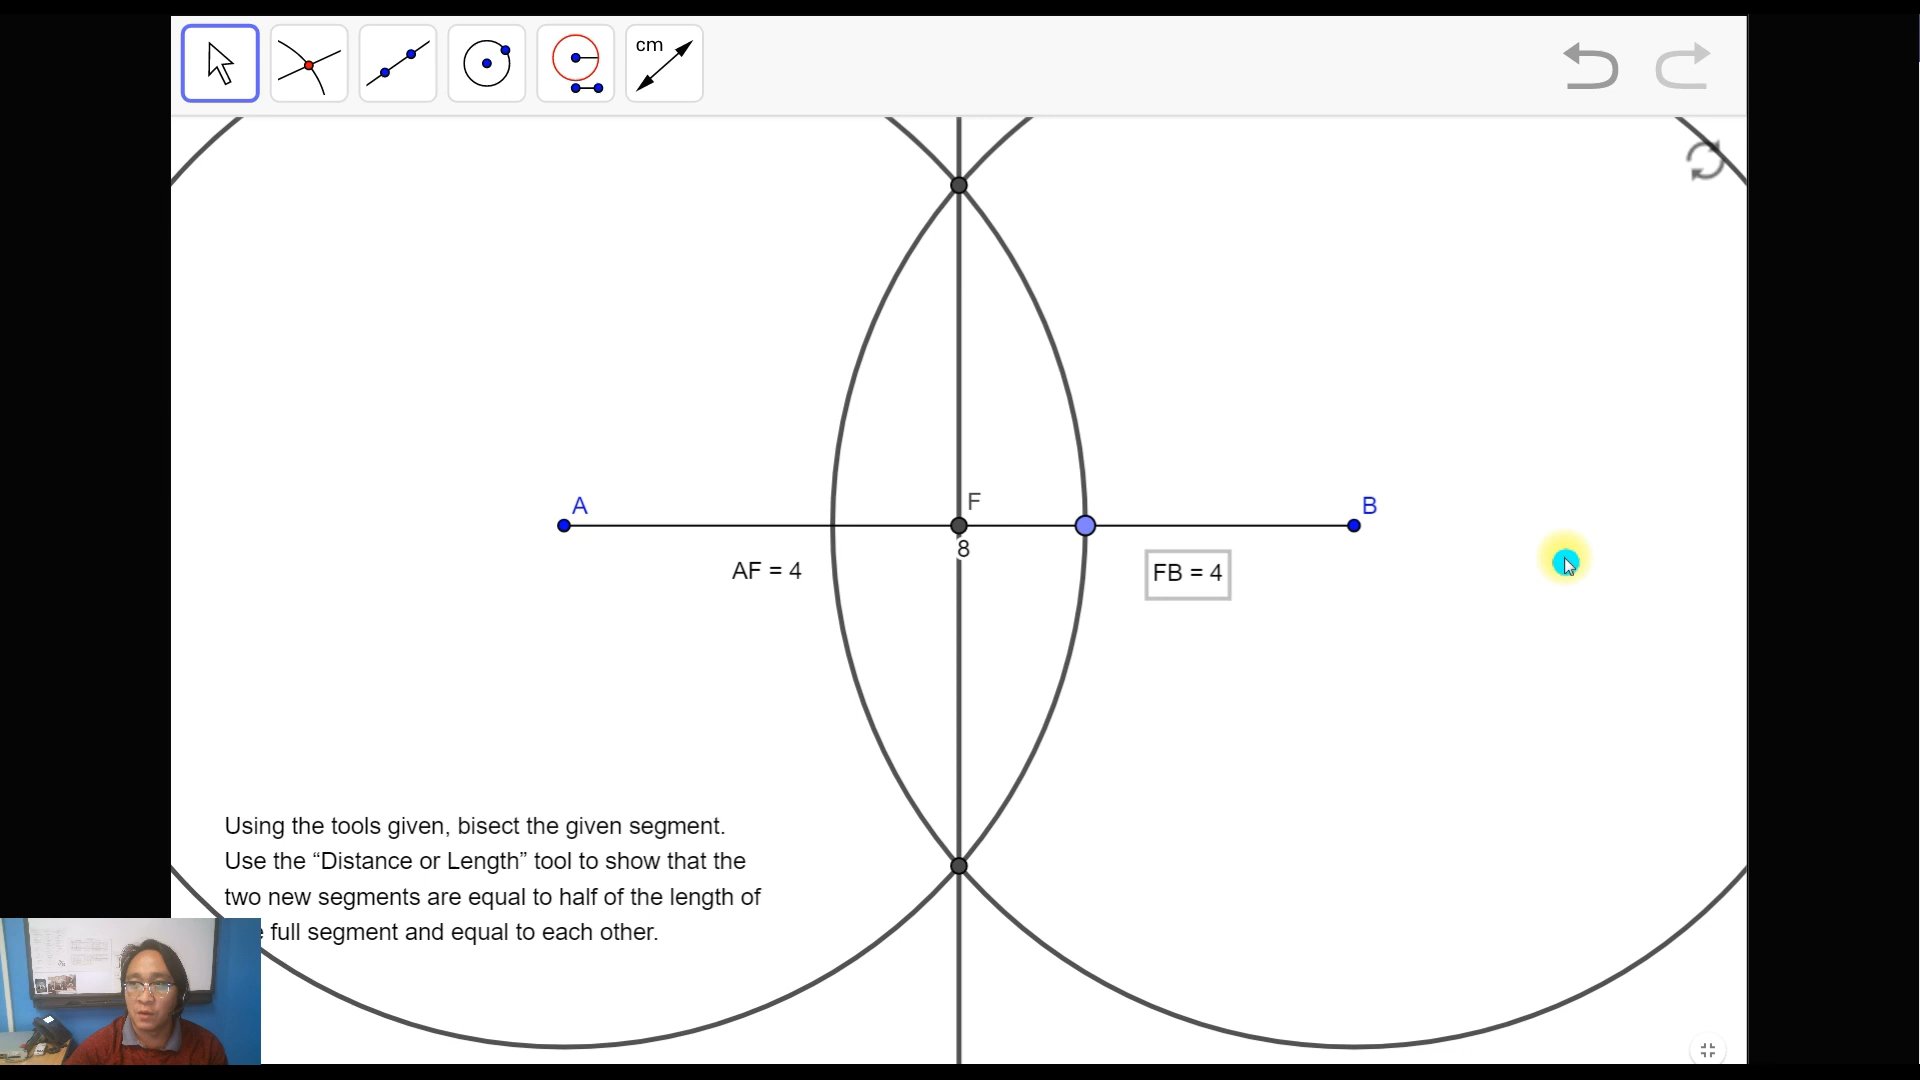 cm
F
A
B
8
AF = 4
FB = 4
Using the tools given, bisect the given segment.
Use the “Distance or Length” tool to show that the
two new segments are equal to half of the length of
full segment and equal to each other.